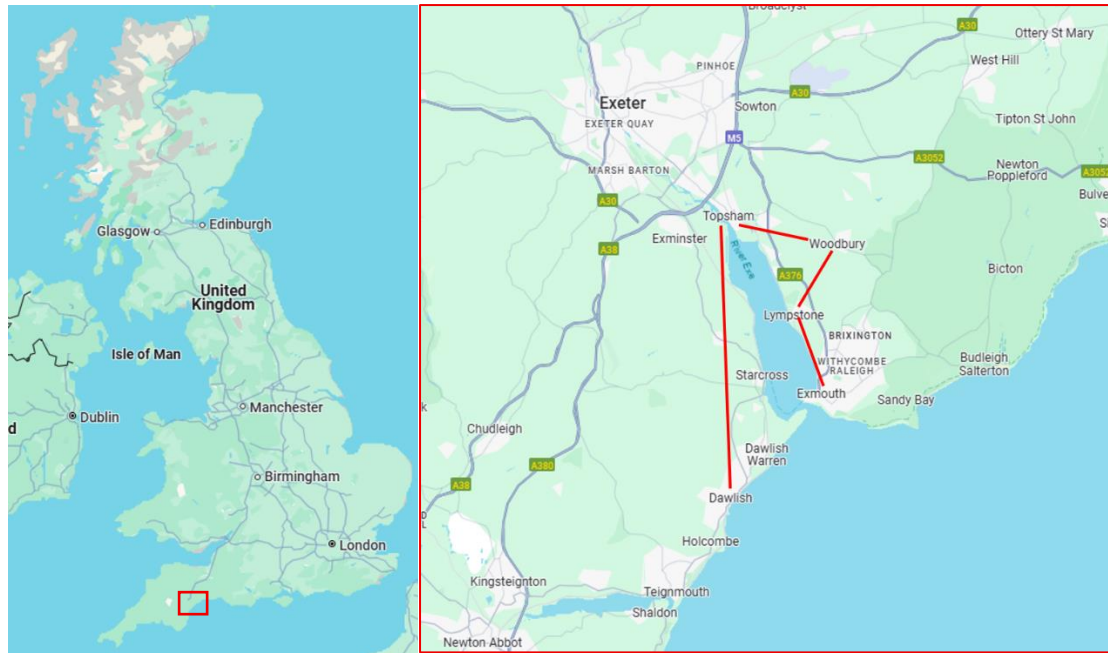 Glasgow
Edinburgh
United
Kingdom
Isle of Man
Dublin
d
Manchester
Birmingham
London
Broadclyst
A30
Ottery St Mary
PINHOE
West Hill
Exeter
A30
Sowton
EXETER QUAY
Tipton St John
M5
A3052
MARSH BARTON
Newton
Poppleford
A3052
A30
Topsham
Exminster
A38
River Exe
Woodbury
A376
Bicton
Lympstone
BRIXINGTON
WITHYCOMBE
RALEIGH
Budleigh
Salterton
Starcross
Exmouth
Sandy Bay
Chudleigh
Dawlish
Warren
A380
A38
Dawlish
Holcombe
Kingsteignton
Teignmouth
Shaldon
Newton Abbot